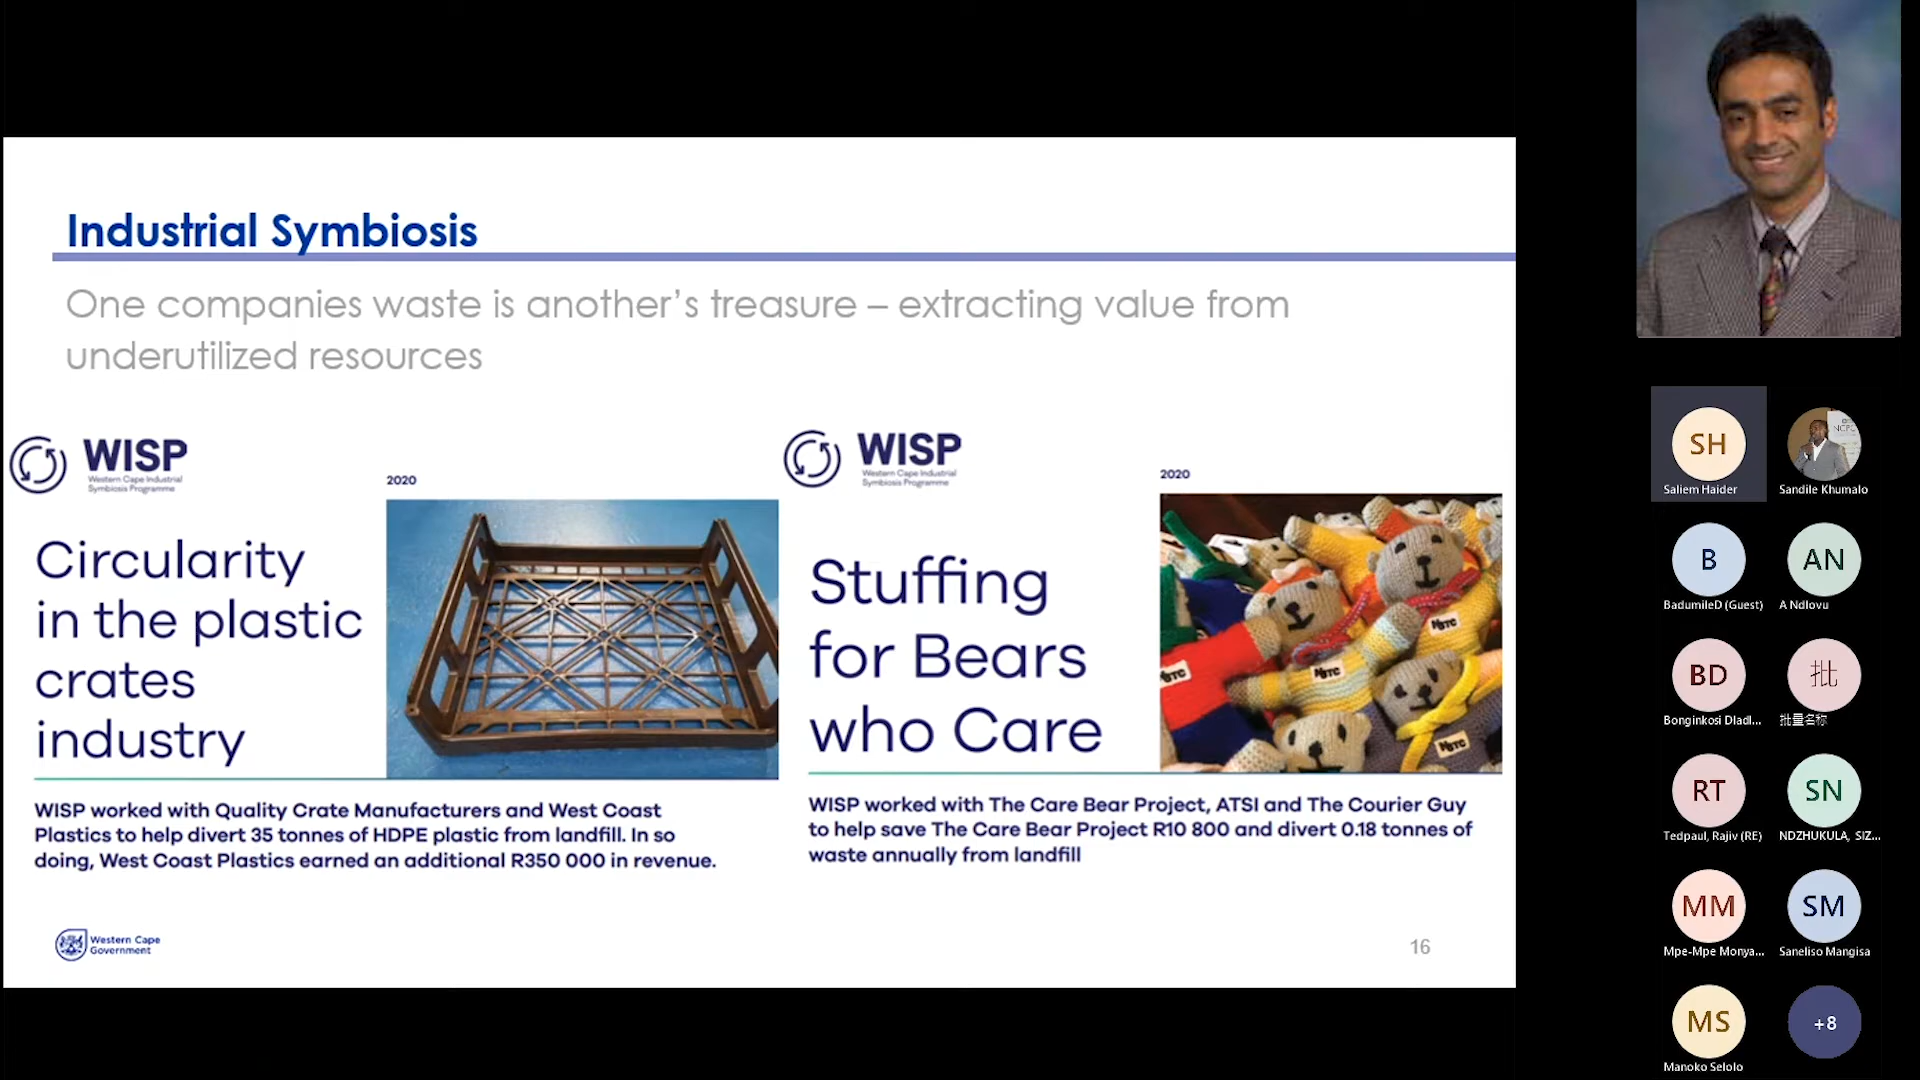 Industrial Symbiosis
One companies waste is another's treasure – extracting value from
underutilized resources
WISP
Western Cape Industrial
Symbiosis Programme
2020
Circularity
in the plastic
crates
industry
WISP worked with Quality Crate Manufacturers and West Coast
Plastics to help divert 35 tonnes of HDPE plastic from landfill. In so
doing, West Coast Plastics earned an additional R350 000 in revenue.
WISP
Western Cape Industrial
Symbiosis Programme
2020
Stuffing
for Bears
who Care
WISP worked with The Care Bear Project, ATSI and The Courier Guy
to help save The Care Bear Project R10 800 and divert 0.18 tonnes of
waste annually from landfill
Western Cape
Government
16
SH
Saliem Haider
Sandile Khumalo
B
BadumileD (Guest)
AN
A Ndlovu
BD
Bonginkosi Dladl...
批
批量名称
RT
Tedpaul, Rajiv (RE)
SN
NDZHUKULA, SIZ...
MM
Mpe-Mpe Monya...
SM
Saneliso Mangisa
MS
Manoko Selolo
+8